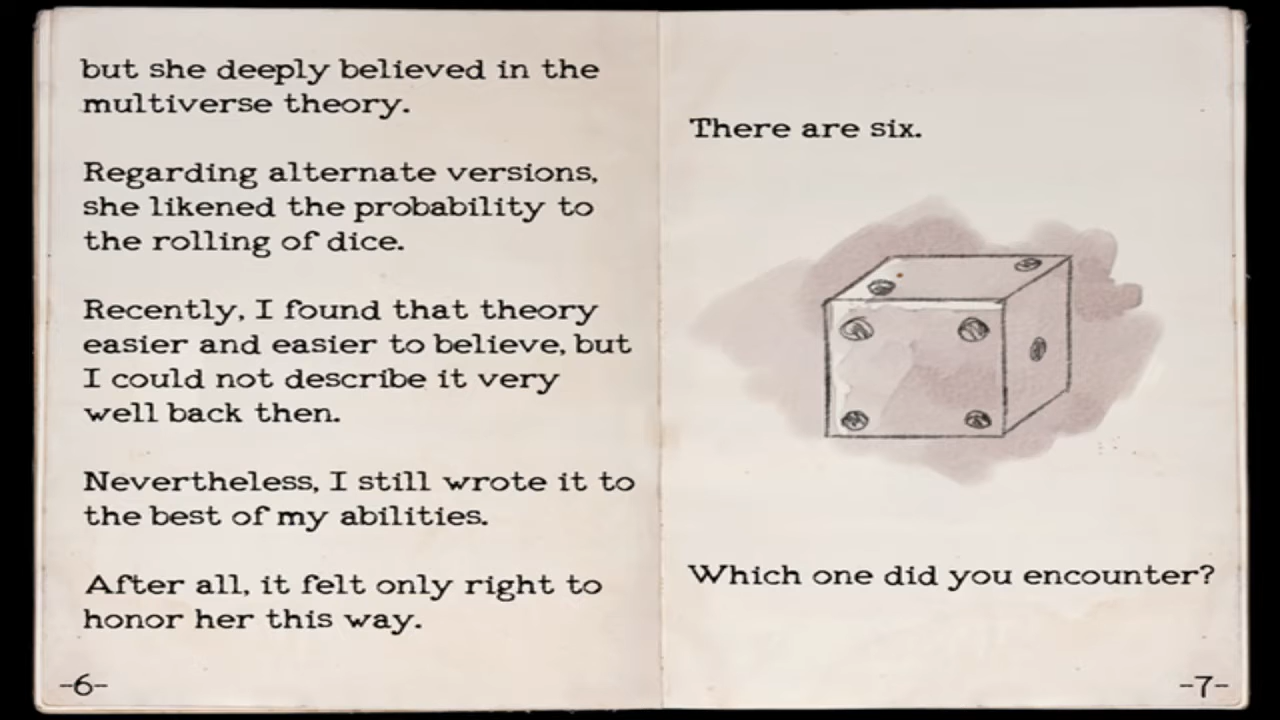 but she deeply believed in the
multiverse theory.
Regarding alternate versions,
she likened the probability to
the rolling of dice.
Recently, I found that theory
easier and easier to believe, but
I could not describe it very
well back then.
Nevertheless, I still wrote it to
the best of my abilities.
After all, it felt only right to
honor her this way.
-6-
There are six.
Which one did you encounter?
-7-